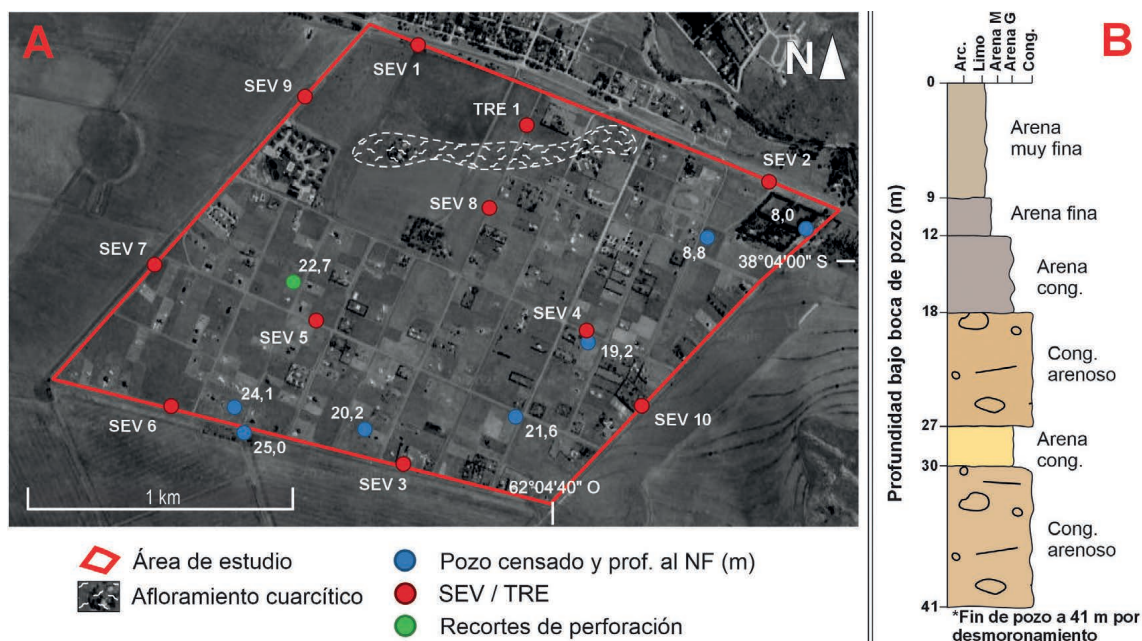 A
N
SEV 1
SEV 9
TRE 1
SEV 2
SEV 8
8,0
8,8
38°04'00" S
SEV 7
22,7
SEV 5
SEV 4
19,2
24,1
20,2
21,6
SEV 10
SEV 6
25,0
SEV 3
62°04'40" O
1 km
Área de estudio
Afloramiento cuarcítico
Pozo censado y prof. al NF (m)
SEV / TRE
Recortes de perforación
B
Arc.
Limo
Arena M
Arena G
Cong.
Profundidad bajo boca de pozo (m)
0
Arena
muy fina
9
Arena fina
12
Arena
cong.
18
Cong.
arenoso
27
Arena
cong.
30
Cong.
arenoso
41
*Fin de pozo a 41 m por
desmoronamiento